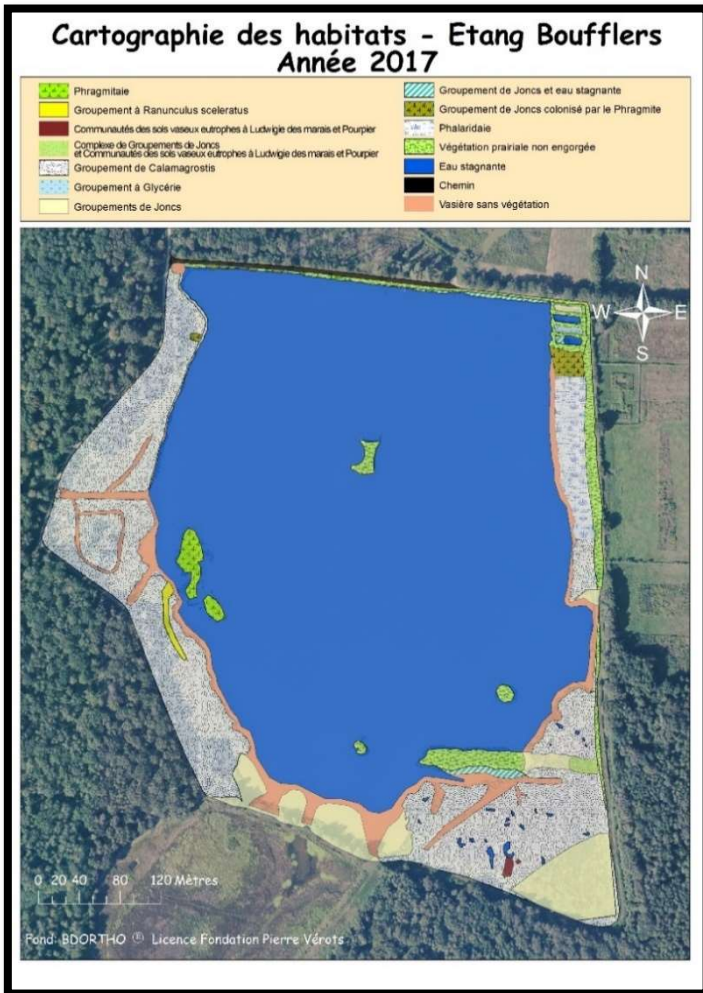 Cartographie des habitats - Etang Boufflers
Année 2017
Phragmitaie
Groupement à Ranunculus sceleratus
Communautés des sols vaseux eutrophes à Ludwigie des marais et Pourpier
Complexe de Groupements de Joncs
et Communautés des sols vaseux eutrophes à Ludwigie des marais et Pourpier
Groupement de Calamagrostis
Groupement à Glycérie
Groupements de Joncs
Groupement de Joncs et eau stagnante
Groupement de Joncs colonisé par le Phragmite
Phalaridaie
Végétation prairiale non engorgée
Eau stagnante
Chemin
Vasière sans végétation
N
W E
S
0 20 40 80 120 Mètres
Fond: BDORTHO ® Licence Fondation Pierre Vérots